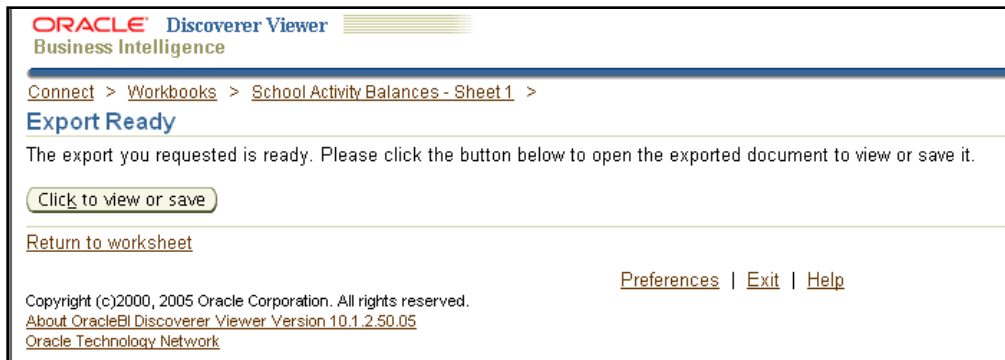 ORACLE Discoverer Viewer
Business Intelligence
Connect > Workbooks > School Activity Balances - Sheet 1 >
Export Ready
The export you requested is ready. Please click the button below to open the exported document to view or save it.
Click to view or save
Return to worksheet
Preferences | Exit | Help
Copyright (c)2000, 2005 Oracle Corporation. All rights reserved.
About OracleBI Discoverer Viewer Version 10.1.2.50.05
Oracle Technology Network